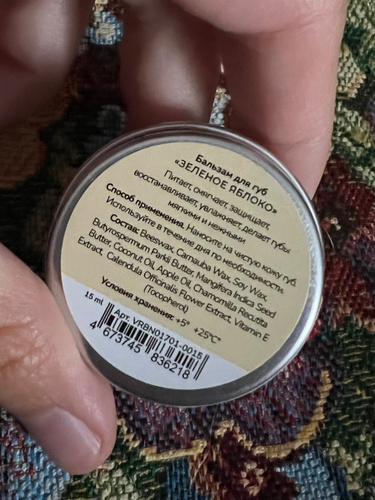 Бальзам для губ
«ЗЕЛЕНОЕ ЯБЛОКО»
Питает, смягчает, защищает,
восстанавливает, увлажняет, делает губы
мягкими и нежными
Способ применения. Наносите на чистую кожу губ.
Используйте в течение дня по необходимости.
Состав: Beeswax, Carnauba Wax, Soy Wax,
Butyrospermum Parkii Butter, Mangifera Indica Seed
Butter, Coconut Oil, Apple Oil, Chamomilla Recutita
Extract, Calendula Officinalis Flower Extract, Vitamin E
(Tocopherol)
Условия хранения: +5° +25°C
15 ml
Арт. VRBN01701-0015
4 673745 836218